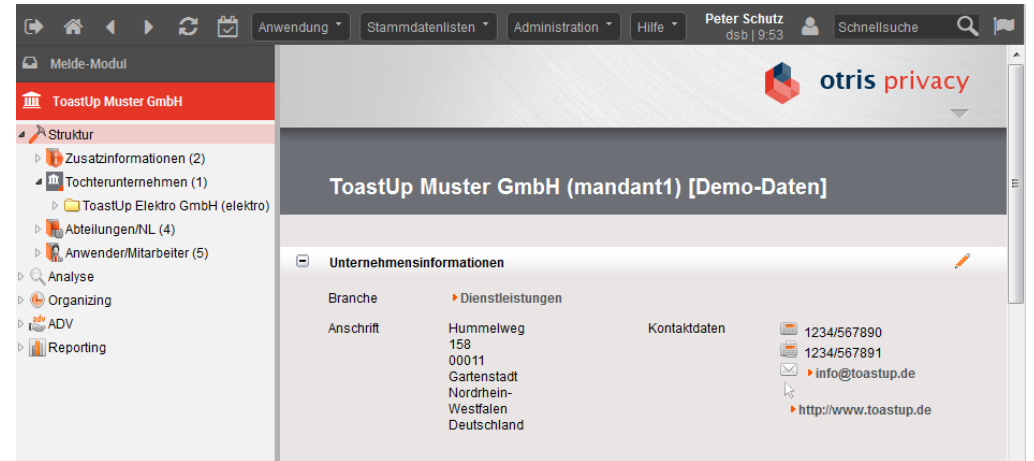 Anwendung
Stammdatenlisten
Administration
Hilfe
Peter Schutz
dsb | 9:53
Schnellsuche
Melde-Modul
ToastUp Muster GmbH
Struktur
Zusatzinformationen (2)
Tochterunternehmen (1)
ToastUp Elektro GmbH (elektro)
Abteilungen/NL (4)
Anwender/Mitarbeiter (5)
Analyse
Organizing
adv ADV
Reporting
otris privacy
ToastUp Muster GmbH (mandant1) [Demo-Daten]
Unternehmensinformationen
Branche
Dienstleistungen
Anschrift
Hummelweg
158
00011
Gartenstadt
Nordrhein-
Westfalen
Deutschland
Kontaktdaten
1234/567890
1234/567891
info@toastup.de
http://www.toastup.de